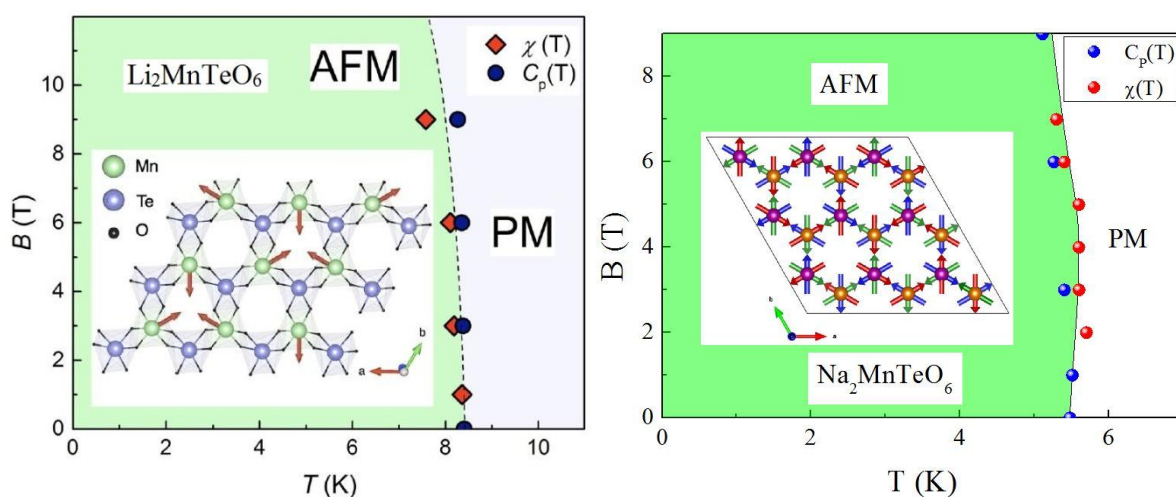 Li₂MnTeO₆
AFM
χ (T)
Cₚ(T)
PM
Mn
Te
O
b
a
B (T)
10
8
6
4
2
0
0
2
4
6
8
10
T (K)
AFM
C_P(T)
χ(T)
PM
b
a
Na₂MnTeO₆
B (T)
8
6
4
2
0
0
2
4
6
T (K)